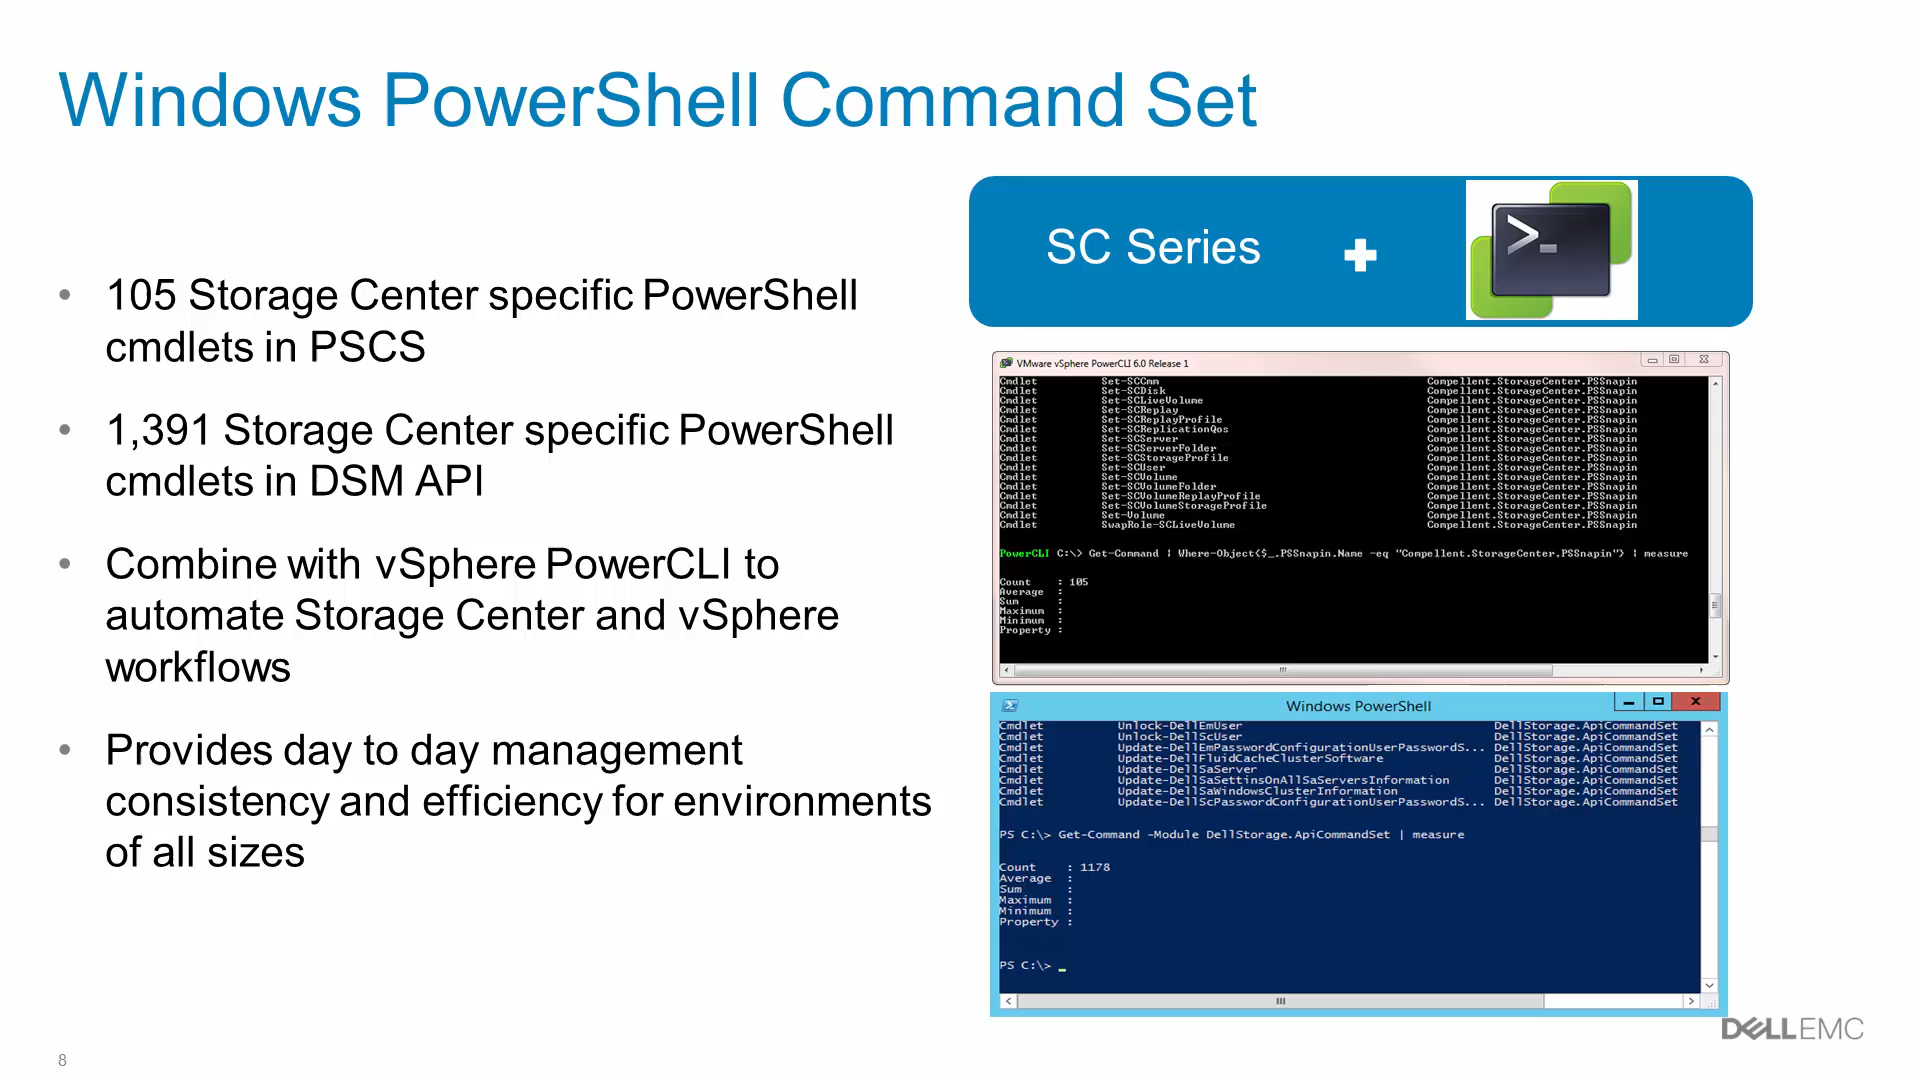 Windows PowerShell Command Set
• 105 Storage Center specific PowerShell
cmdlets in PSCS
• 1,391 Storage Center specific PowerShell
cmdlets in DSM API
• Combine with vSphere PowerCLI to
automate Storage Center and vSphere
workflows
• Provides day to day management
consistency and efficiency for environments
of all sizes
SC Series +
>_
VMware vSphere PowerCLI 6.0 Release 1
Cmdlet Set-SCCmm Compellent.StorageCenter.PSSnapin
Cmdlet Set-SCDisk Compellent.StorageCenter.PSSnapin
Cmdlet Set-SCLiveVolume Compellent.StorageCenter.PSSnapin
Cmdlet Set-SCReplay Compellent.StorageCenter.PSSnapin
Cmdlet Set-SCReplayProfile Compellent.StorageCenter.PSSnapin
Cmdlet Set-SCReplicationQos Compellent.StorageCenter.PSSnapin
Cmdlet Set-SCServer Compellent.StorageCenter.PSSnapin
Cmdlet Set-SCServerFolder Compellent.StorageCenter.PSSnapin
Cmdlet Set-SCStorageProfile Compellent.StorageCenter.PSSnapin
Cmdlet Set-SCUser Compellent.StorageCenter.PSSnapin
Cmdlet Set-SCVolume Compellent.StorageCenter.PSSnapin
Cmdlet Set-SCVolumeFolder Compellent.StorageCenter.PSSnapin
Cmdlet Set-SCVolumeReplayProfile Compellent.StorageCenter.PSSnapin
Cmdlet Set-SCVolumeStorageProfile Compellent.StorageCenter.PSSnapin
Cmdlet Set-Volume Compellent.StorageCenter.PSSnapin
Cmdlet SwapRole-SCLiveVolume Compellent.StorageCenter.PSSnapin
PowerCLI C:\> Get-Command | Where-Object{$_.PSSnapin.Name -eq "Compellent.StorageCenter.PSSnapin"} | measure
Count : 105
Average :
Sum :
Maximum :
Minimum :
Property :
Windows PowerShell
Cmdlet Unlock-DellEmUser DellStorage.ApiCommandSet
Cmdlet Unlock-DellScUser DellStorage.ApiCommandSet
Cmdlet Update-DellEmPasswordConfigurationUserPasswordS... DellStorage.ApiCommandSet
Cmdlet Update-DellFluidCacheClusterSoftware DellStorage.ApiCommandSet
Cmdlet Update-DellSaServer DellStorage.ApiCommandSet
Cmdlet Update-DellSaSettinsOnAllSaServersInformation DellStorage.ApiCommandSet
Cmdlet Update-DellSaWindowsClusterInformation DellStorage.ApiCommandSet
Cmdlet Update-DellScPasswordConfigurationUserPasswordS... DellStorage.ApiCommandSet
PS C:\> Get-Command -Module DellStorage.ApiCommandSet | measure
Count : 1178
Average :
Sum :
Maximum :
Minimum :
Property :
PS C:\> _
DELLEMC
8